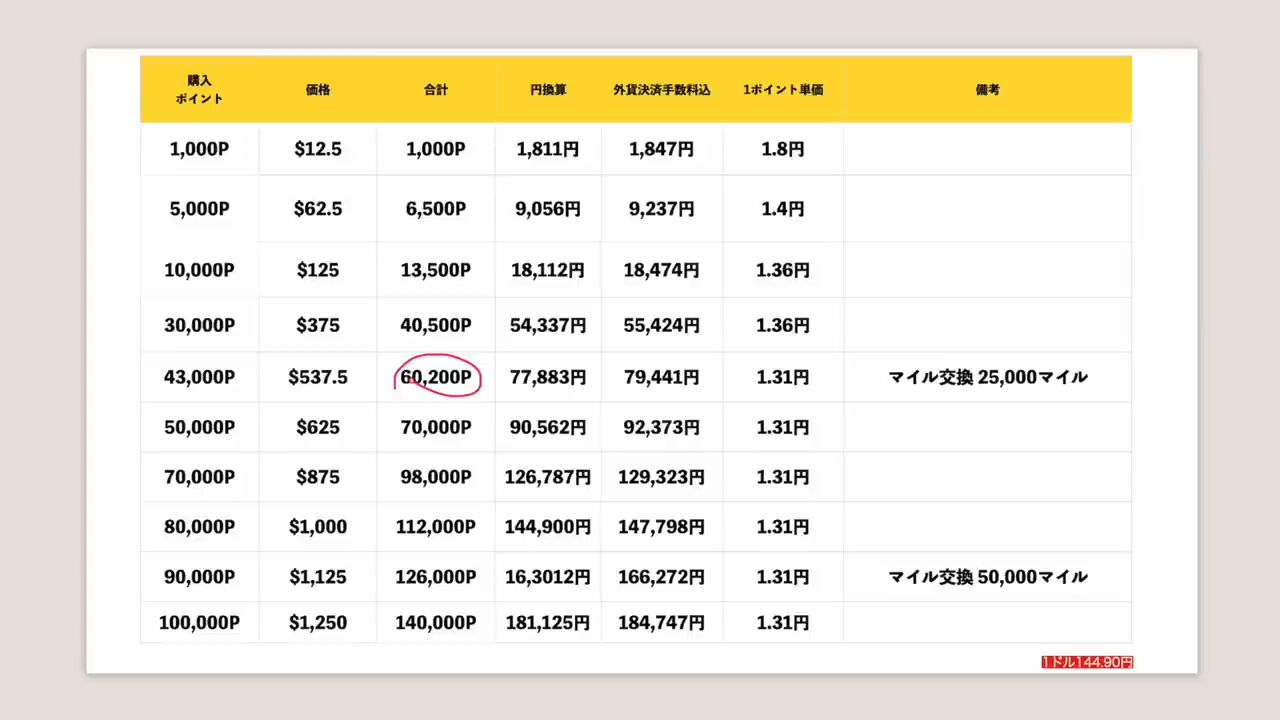 購入
ポイント 価格 合計 円換算 外貨決済手数料込 1ポイント単価 備考
1,000P $12.5 1,000P 1,811円 1,847円 1.8円
5,000P $62.5 6,500P 9,056円 9,237円 1.4円
10,000P $125 13,500P 18,112円 18,474円 1.36円
30,000P $375 40,500P 54,337円 55,424円 1.36円
43,000P $537.5 60,200P 77,883円 79,441円 1.31円 マイル交換 25,000マイル
50,000P $625 70,000P 90,562円 92,373円 1.31円
70,000P $875 98,000P 126,787円 129,323円 1.31円
80,000P $1,000 112,000P 144,900円 147,798円 1.31円
90,000P $1,125 126,000P 16,3012円 166,272円 1.31円 マイル交換 50,000マイル
100,000P $1,250 140,000P 181,125円 184,747円 1.31円
1ドル144.90円